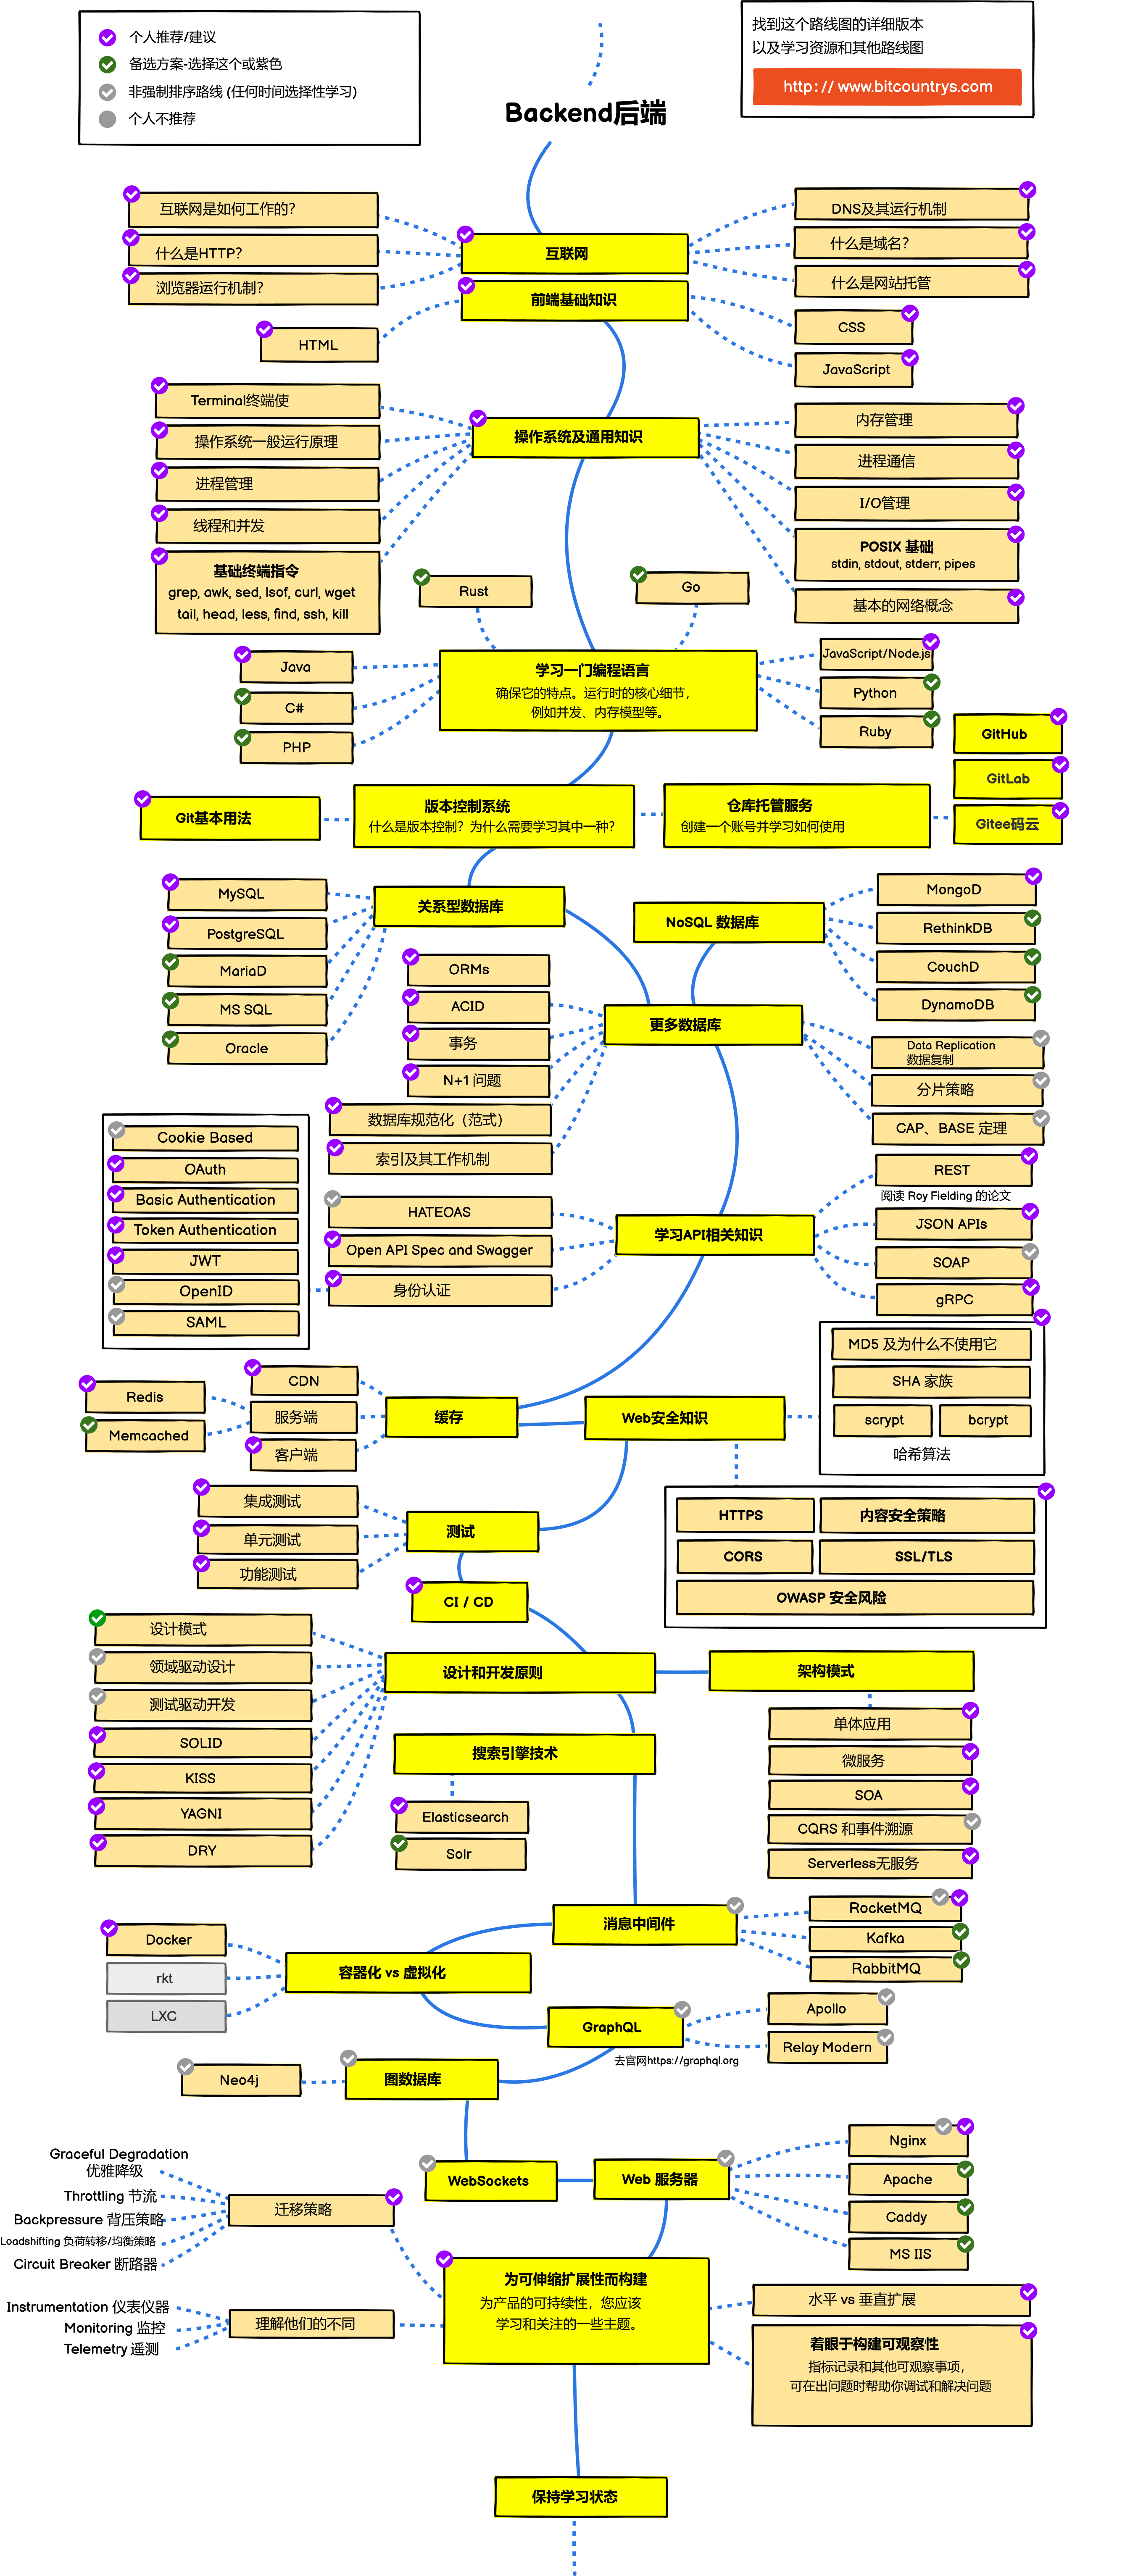 个人推荐/建议
备选方案-选择这个或紫色
非强制排序路线 (任何时间选择性学习)
个人不推荐
找到这个路线图的详细版本
以及学习资源和其他路线图
http: // www.bitcountrys.com
Backend后端
互联网是如何工作的?
什么是HTTP?
浏览器运行机制?
互联网
DNS及其运行机制
什么是域名?
什么是网站托管
前端基础知识
HTML
CSS
JavaScript
Terminal终端使
操作系统一般运行原理
进程管理
线程和并发
基础终端指令
grep, awk, sed, lsof, curl, wget
tail, head, less, find, ssh, kill
操作系统及通用知识
内存管理
进程通信
I/O管理
POSIX 基础
stdin, stdout, stderr, pipes
基本的网络概念
Rust
Go
Java
C#
PHP
学习一门编程语言
确保它的特点。运行时的核心细节,
例如并发、内存模型等。
JavaScript/Node.js
Python
Ruby
GitHub
GitLab
Gitee码云
Git基本用法
版本控制系统
什么是版本控制? 为什么需要学习其中一种?
仓库托管服务
创建一个账号并学习如何使用
MySQL
PostgreSQL
MariaD
MS SQL
Oracle
关系型数据库
NoSQL 数据库
MongoD
RethinkDB
CouchD
DynamoDB
ORMs
ACID
事务
N+1 问题
数据库规范化（范式）
索引及其工作机制
更多数据库
Data Replication
数据复制
分片策略
CAP、BASE 定理
Cookie Based
OAuth
Basic Authentication
Token Authentication
JWT
OpenID
SAML
HATEOAS
Open API Spec and Swagger
身份认证
学习API相关知识
REST
阅读 Roy Fielding 的论文
JSON APIs
SOAP
gRPC
MD5 及为什么不使用它
SHA 家族
scrypt
bcrypt
哈希算法
Redis
Memcached
CDN
服务端
客户端
缓存
Web安全知识
HTTPS
内容安全策略
CORS
SSL/TLS
OWASP 安全风险
集成测试
单元测试
功能测试
测试
CI / CD
设计模式
领域驱动设计
测试驱动开发
SOLID
KISS
YAGNI
DRY
设计和开发原则
架构模式
单体应用
微服务
SOA
CQRS 和事件溯源
Serverless无服务
搜索引擎技术
Elasticsearch
Solr
消息中间件
RocketMQ
Kafka
RabbitMQ
Docker
rkt
LXC
容器化 vs 虚拟化
GraphQL
去官网https://graphql.org
Apollo
Relay Modern
Neo4j
图数据库
WebSockets
Web 服务器
Nginx
Apache
Caddy
MS IIS
Graceful Degradation
优雅降级
Throttling 节流
Backpressure 背压策略
Loadshifting 负荷转移/均衡策略
Circuit Breaker 断路器
迁移策略
Instrumentation 仪表仪器
Monitoring 监控
Telemetry 遥测
理解他们的不同
为可伸缩扩展性而构建
为产品的可持续性，您应该
学习和关注的一些主题。
水平 vs 垂直扩展
着眼于构建可观察性
指标记录和其他可观察事项,
可在出问题时帮助你调试和解决问题
保持学习状态